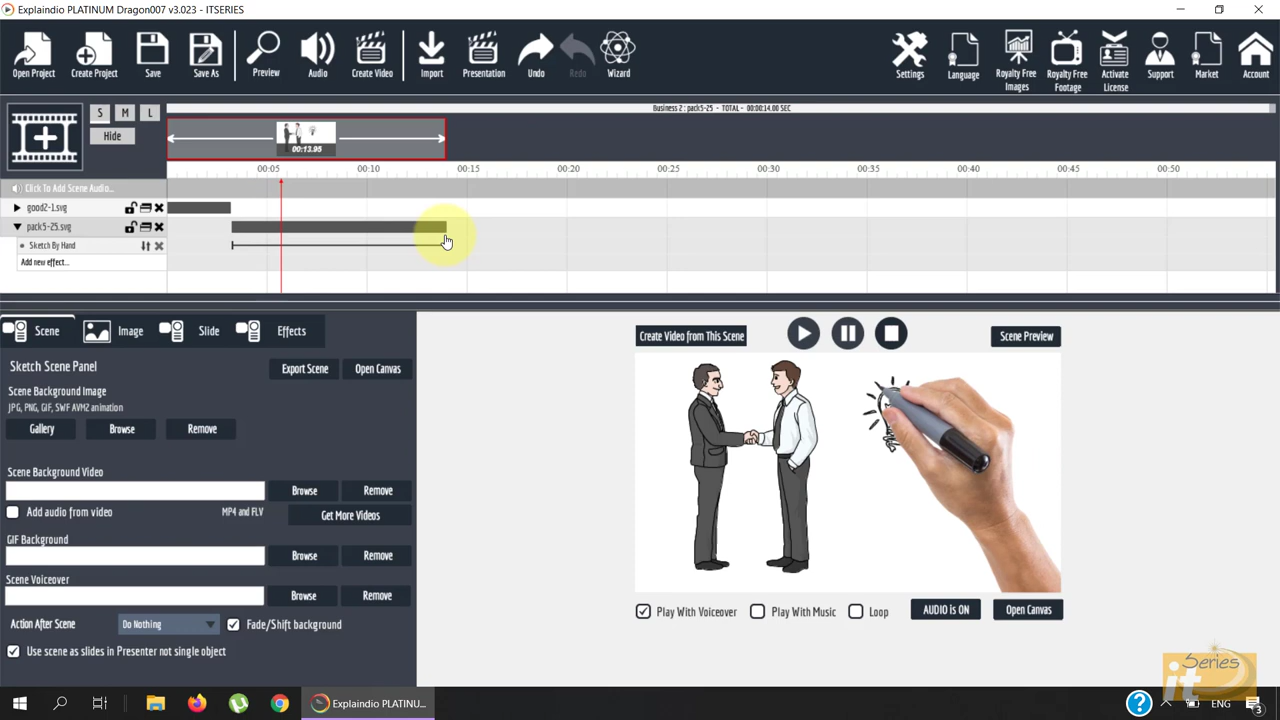 Explaindio PLATINUM Dragon007 v3.023 - ITSERIES
Open Project
Create Project
Save
Save As
Preview
Audio
Create Video
Import
Presentation
Undo
Redo
Wizard
Settings
Language
Royalty Free Images
Royalty Free Footage
Activate License
Support
Market
Account
S M L
Hide
Business 2 : pack5-25 - TOTAL - 00:00:14.00 SEC
00:13.95
00:05 00:10 00:15 00:20 00:25 00:30 00:35 00:40 00:45 00:50
Click To Add Scene Audio...
good2-1.svg
pack5-25.svg
Sketch By Hand
Add new effect...
Scene Image Slide Effects
Sketch Scene Panel
Export Scene Open Canvas
Scene Background Image
JPG, PNG, GIF, SWF AVM2 animation
Gallery Browse Remove
Scene Background Video
Browse Remove
Add audio from video MP4 and FLV
Get More Videos
GIF Background
Browse Remove
Scene Voiceover
Browse Remove
Action After Scene Do Nothing Fade/Shift background
Use scene as slides in Presenter not single object
Create Video from This Scene
Scene Preview
Play With Voiceover Play With Music Loop AUDIO is ON Open Canvas
it Series
Explaindio PLATINU...
ENG
3